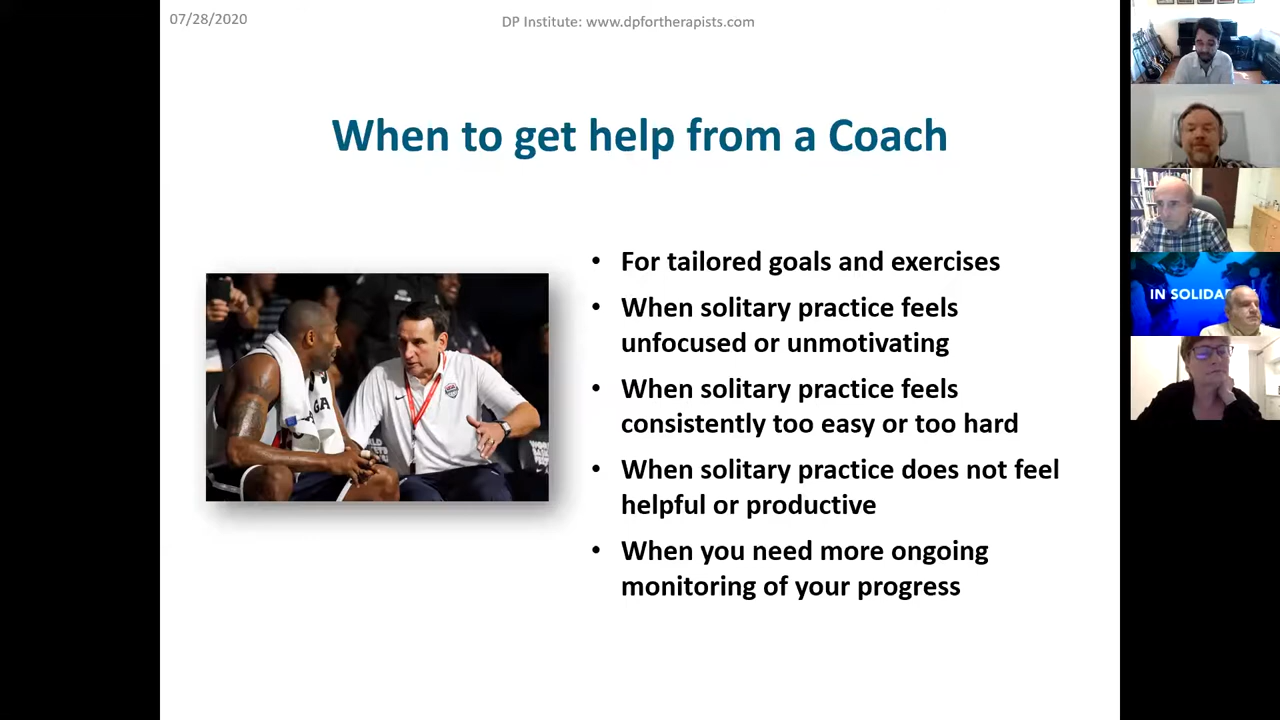 07/28/2020
DP Institute: www.dpfortherapists.com
When to get help from a Coach
• For tailored goals and exercises
• When solitary practice feels
unfocused or unmotivating
• When solitary practice feels
consistently too easy or too hard
• When solitary practice does not feel
helpful or productive
• When you need more ongoing
monitoring of your progress
IN SOLIDA